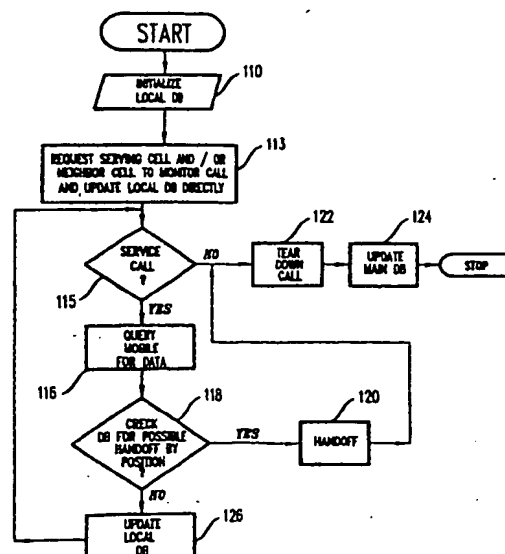 START
INITIALIZE
LOCAL DB
110
REQUEST SERVING CELL AND / OR
NEIGHBOR CELL TO MONITOR CALL
AND UPDATE LOCAL DB DIRECTLY
113
SERVICE
CALL
?
115
NO
YES
TEAR
DOWN
CALL
122
UPDATE
MAIN DB
124
STOP
QUERY
MOBILE
FOR DATA
116
CHECK
DB FOR POSSIBLE
HANDOFF BY
POSITION
?
118
YES
NO
HANDOFF
120
UPDATE
LOCAL
DB
126